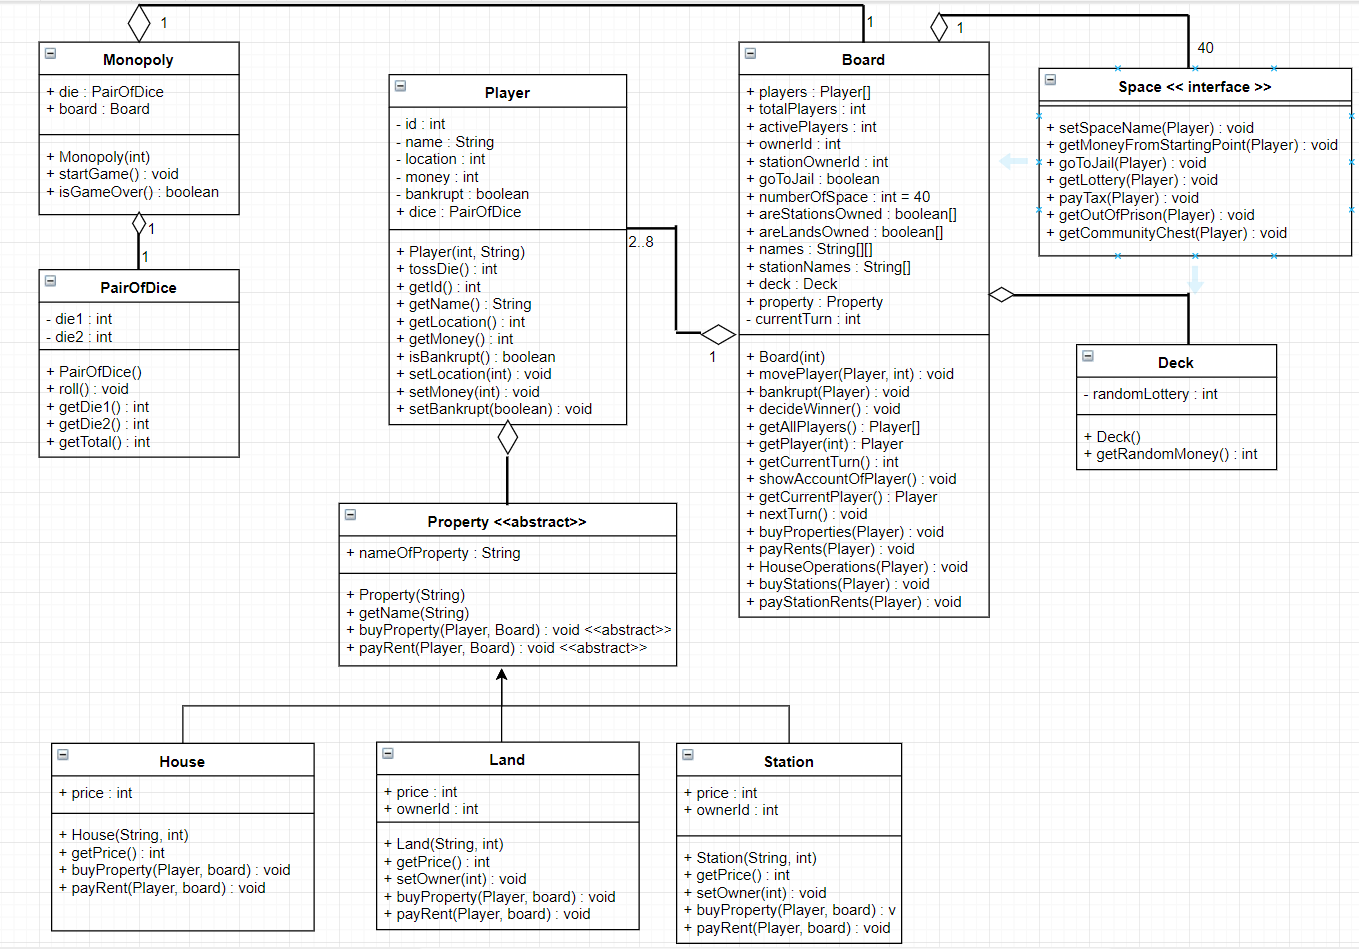 1
Monopoly
+ die : PairOfDice
+ board : Board
+ Monopoly(int)
+ startGame() : void
+ isGameOver() : boolean
1
1
PairOfDice
- die1 : int
- die2 : int
+ PairOfDice()
+ roll() : void
+ getDie1() : int
+ getDie2() : int
+ getTotal() : int
Player
- id : int
- name : String
- location : int
- money : int
- bankrupt : boolean
+ dice : PairOfDice
+ Player(int, String)
+ tossDie() : int
+ getId() : int
+ getName() : String
+ getLocation() : int
+ getMoney() : int
+ isBankrupt() : boolean
+ setLocation(int) : void
+ setMoney(int) : void
+ setBankrupt(boolean) : void
2..8
1
1
Board
+ players : Player[]
+ totalPlayers : int
+ activePlayers : int
+ ownerId : int
+ stationOwnerId : int
+ goToJail : boolean
+ numberOfSpace : int = 40
+ areStationsOwned : boolean[]
+ areLandsOwned : boolean[]
+ names : String[][]
+ stationNames : String[]
+ deck : Deck
+ property : Property
- currentTurn : int
+ Board(int)
+ movePlayer(Player, int) : void
+ bankrupt(Player) : void
+ decideWinner() : void
+ getAllPlayers() : Player[]
+ getPlayer(int) : Player
+ getCurrentTurn() : int
+ showAccountOfPlayer() : void
+ getCurrentPlayer() : Player
+ nextTurn() : void
+ buyProperties(Player) : void
+ payRents(Player) : void
+ HouseOperations(Player) : void
+ buyStations(Player) : void
+ payStationRents(Player) : void
1
40
Space << interface >>
+ setSpaceName(Player) : void
+ getMoneyFromStartingPoint(Player) : void
+ goToJail(Player) : void
+ getLottery(Player) : void
+ payTax(Player) : void
+ getOutOfPrison(Player) : void
+ getCommunityChest(Player) : void
Deck
- randomLottery : int
+ Deck()
+ getRandomMoney() : int
Property <<abstract>>
+ nameOfProperty : String
+ Property(String)
+ getName(String)
+ buyProperty(Player, Board) : void <<abstract>>
+ payRent(Player, Board) : void <<abstract>>
House
+ price : int
+ House(String, int)
+ getPrice() : int
+ buyProperty(Player, board) : void
+ payRent(Player, board) : void
Land
+ price : int
+ ownerId : int
+ Land(String, int)
+ getPrice() : int
+ setOwner(int) : void
+ buyProperty(Player, board) : void
+ payRent(Player, board) : void
Station
+ price : int
+ ownerId : int
+ Station(String, int)
+ getPrice() : int
+ setOwner(int) : void
+ buyProperty(Player, board) : v
+ payRent(Player, board) : void